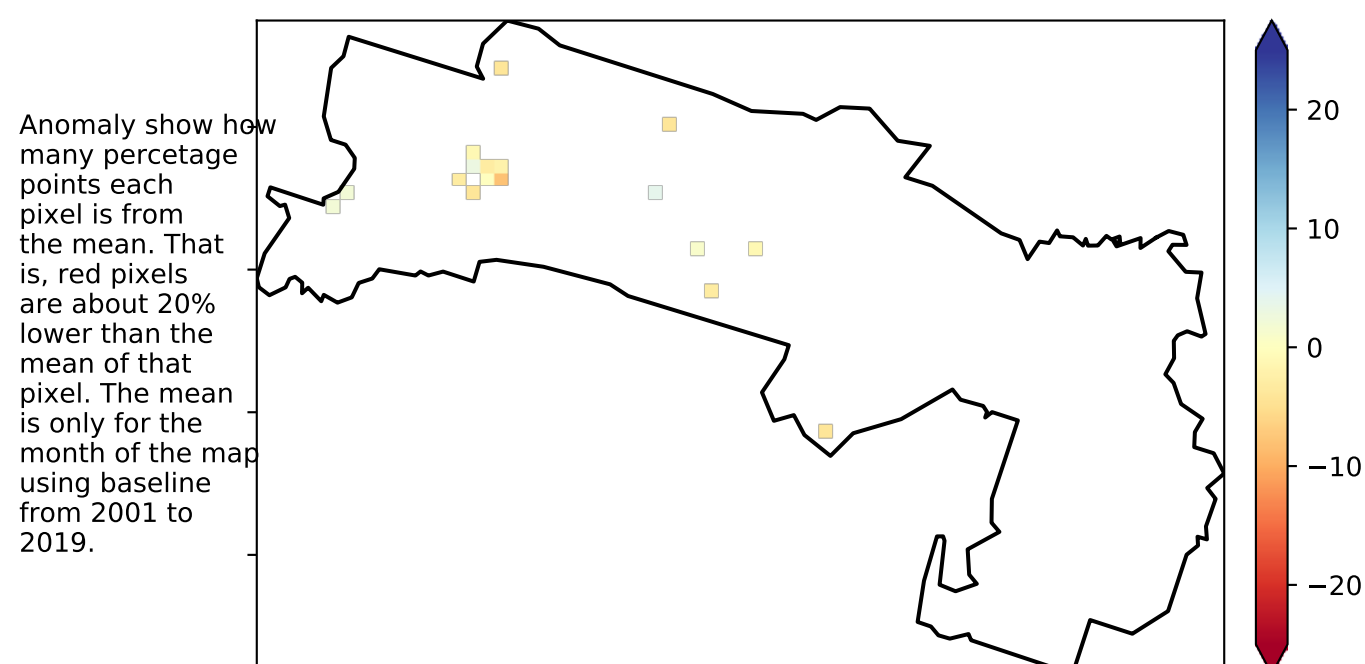 Anomaly show how
many percetage
points each
pixel is from
the mean. That
is, red pixels
are about 20%
lower than the
mean of that
pixel. The mean
is only for the
month of the map
using baseline
from 2001 to
2019.
20
10
0
−10
−20